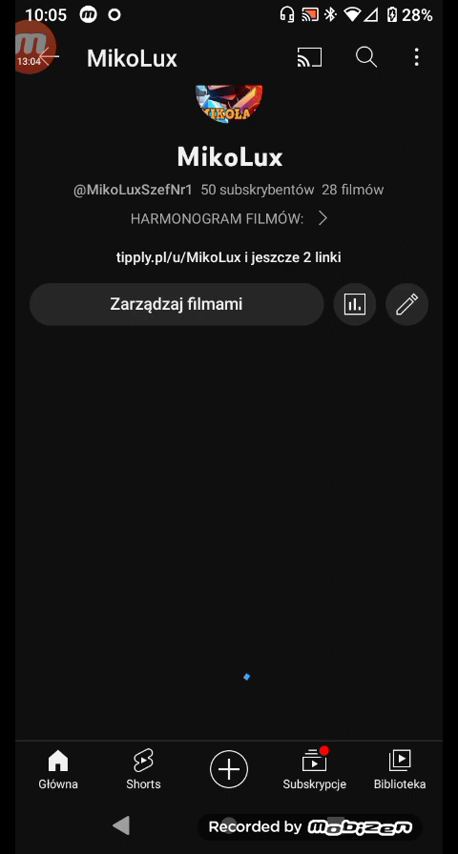 10:05 28%
13:04
MikoLux
MIKOLA
MikoLux
@MikoLuxSzefNr1 50 subskrybentów 28 filmów
HARMONOGRAM FILMÓW:
tipply.pl/u/MikoLux i jeszcze 2 linki
Zarządzaj filmami
Główna Shorts Subskrypcje Biblioteka
Recorded by mobizen